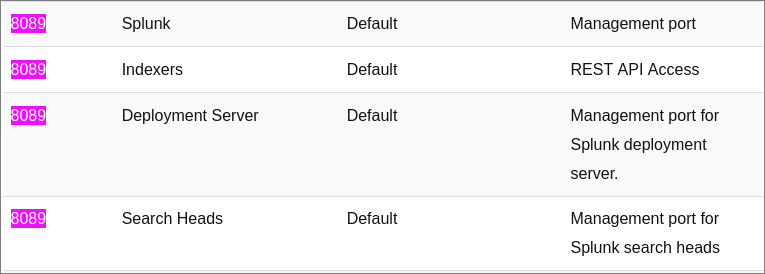 8089 Splunk Default Management port
8089 Indexers Default REST API Access
8089 Deployment Server Default Management port for
Splunk deployment
server.
8089 Search Heads Default Management port for
Splunk search heads